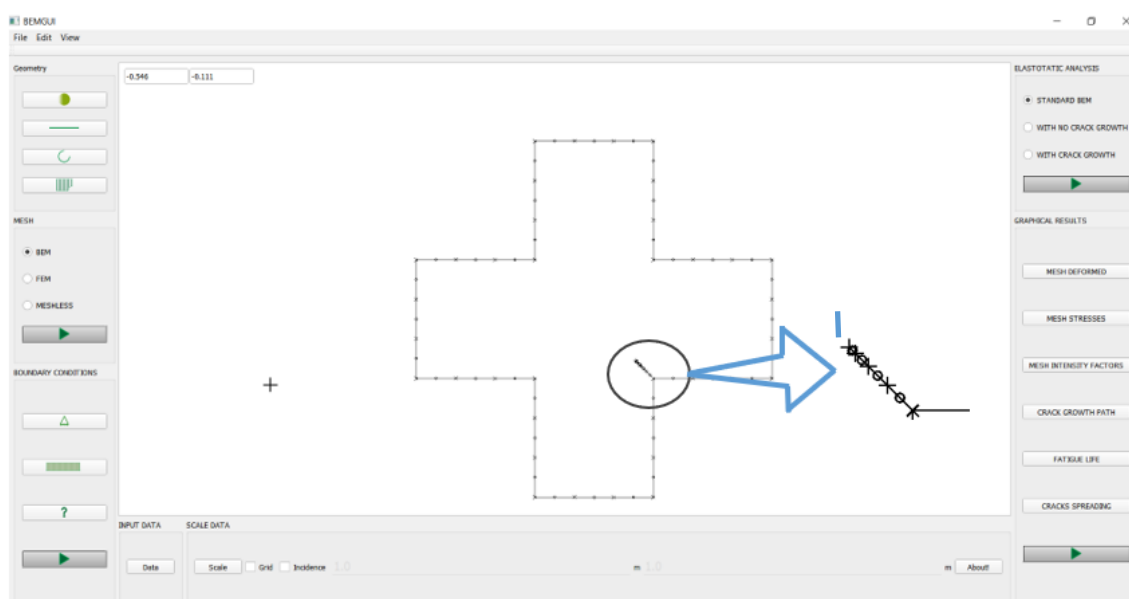 BEMGUI
File Edit View
Geometry
MESH
BEM
FEM
MESHLESS
BOUNDARY CONDITIONS
?
-0.546 -0.111
INPUT DATA SCALE DATA
Data Scale Grid Incidence 1.0 m 1.0 m About!
ELASTOTATIC ANALYSIS
STANDARD BEM
WITH NO CRACK GROWTH
WITH CRACK GROWTH
GRAPHICAL RESULTS
MESH DEFORMED
MESH STRESSES
MESH INTENSITY FACTORS
CRACK GROWTH PATH
FATIGUE LIFE
CRACKS SPREADING